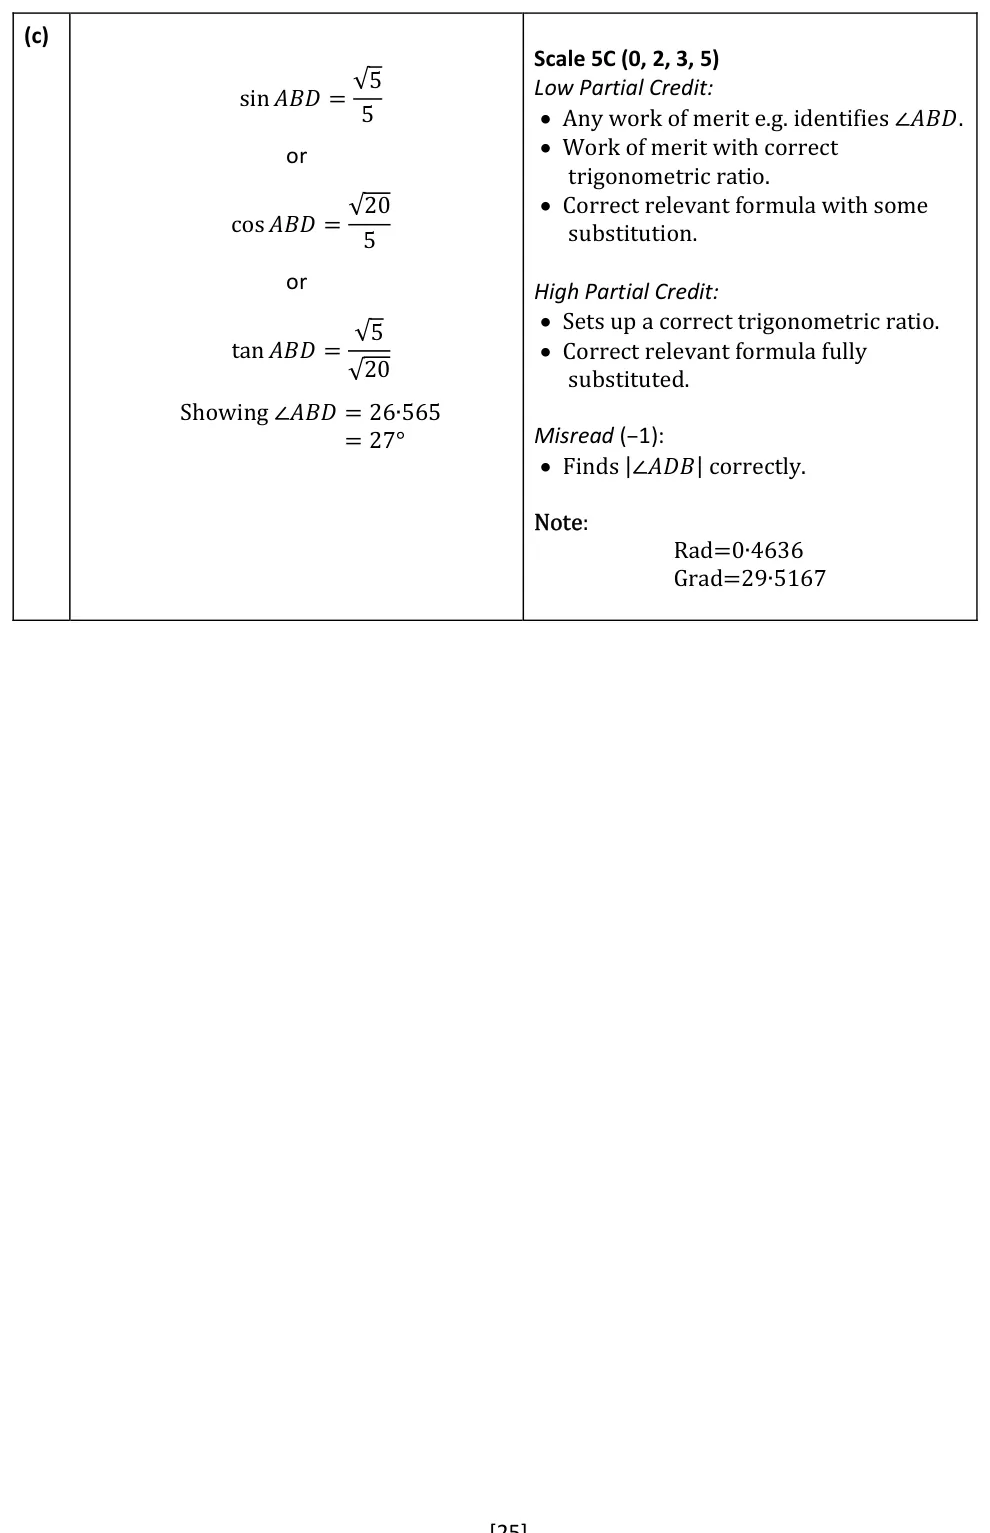 (c)
sin ABD = √5/5
or
cos ABD = √20/5
or
tan ABD = √5/√20
Showing ∠ABD = 26·565
= 27°
Scale 5C (0, 2, 3, 5)
Low Partial Credit:
• Any work of merit e.g. identifies ∠ABD.
• Work of merit with correct
trigonometric ratio.
• Correct relevant formula with some
substitution.
High Partial Credit:
• Sets up a correct trigonometric ratio.
• Correct relevant formula fully
substituted.
Misread (−1):
• Finds |∠ADB| correctly.
Note:
Rad=0·4636
Grad=29·5167
[25]